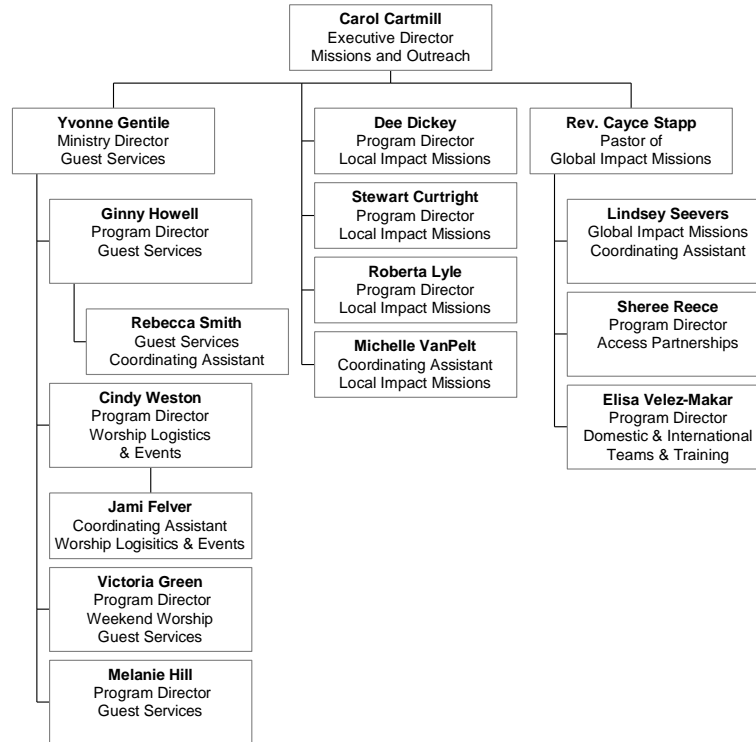 Carol Cartmill
Executive Director
Missions and Outreach
Yvonne Gentile
Ministry Director
Guest Services
Ginny Howell
Program Director
Guest Services
Rebecca Smith
Guest Services
Coordinating Assistant
Cindy Weston
Program Director
Worship Logistics
& Events
Jami Felver
Coordinating Assistant
Worship Logisitics & Events
Victoria Green
Program Director
Weekend Worship
Guest Services
Melanie Hill
Program Director
Guest Services
Dee Dickey
Program Director
Local Impact Missions
Stewart Curtright
Program Director
Local Impact Missions
Roberta Lyle
Program Director
Local Impact Missions
Michelle VanPelt
Coordinating Assistant
Local Impact Missions
Rev. Cayce Stapp
Pastor of
Global Impact Missions
Lindsey Seevers
Global Impact Missions
Coordinating Assistant
Sheree Reece
Program Director
Access Partnerships
Elisa Velez-Makar
Program Director
Domestic & International
Teams & Training